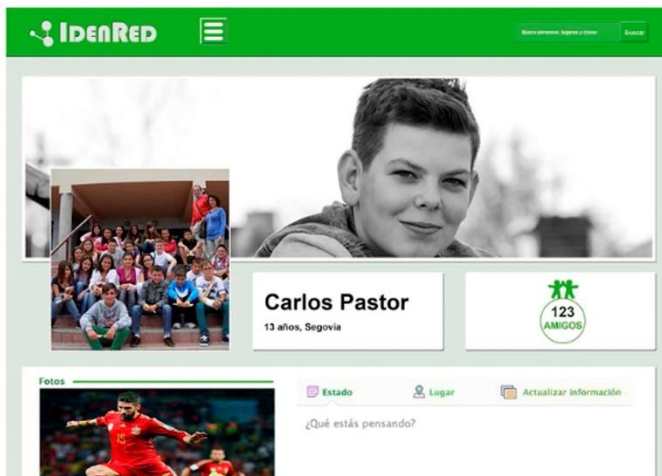 IDENRED
Busca personas, lugares y cosas
Buscar
Carlos Pastor
13 años, Segovia
123
AMIGOS
Fotos
Estado
Lugar
Actualizar información
¿Qué estás pensando?
15